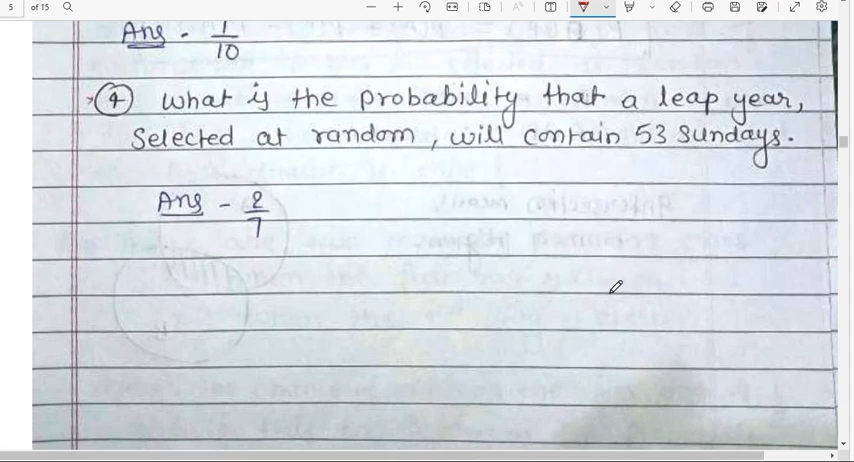 5 of 15
Ans - 1/10
④ what is the probability that a leap year,
Selected at random, will contain 53 Sundays.
Ans - 2/7